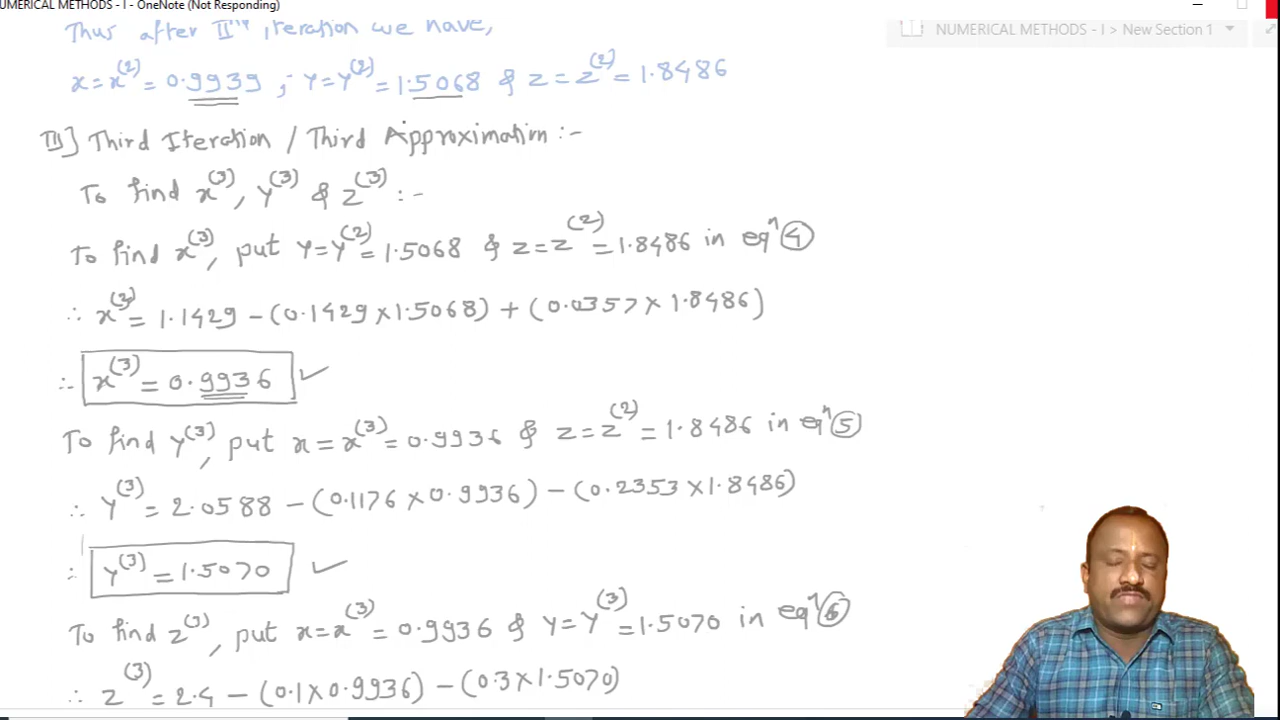 UMERICAL METHODS - I - OneNote (Not Responding)
NUMERICAL METHODS - I > New Section 1
Thus after IInd iteration we have,
x = x^(2) = 0.9939 ; Y = Y^(2) = 1.5068 & z = z^(2) = 1.8486
III] Third Iteration / Third Approximation :-
To find x^(3), Y^(3) & z^(3) :-
To find x^(3), put Y = Y^(2) = 1.5068 & z = z^(2) = 1.8486 in eq^n ④
∴ x^(3) = 1.1429 - (0.1429 × 1.5068) + (0.0357 × 1.8486)
∴ x^(3) = 0.9936 ✓
To find Y^(3), put x = x^(3) = 0.9936 & z = z^(2) = 1.8486 in eq^n ⑤
∴ Y^(3) = 2.0588 - (0.1176 × 0.9936) - (0.2353 × 1.8486)
∴ Y^(3) = 1.5070 ✓
To find z^(3), put x = x^(3) = 0.9936 & Y = Y^(3) = 1.5070 in eq^n ⑥
∴ z^(3) = 2.4 - (0.1 × 0.9936) - (0.3 × 1.5070)